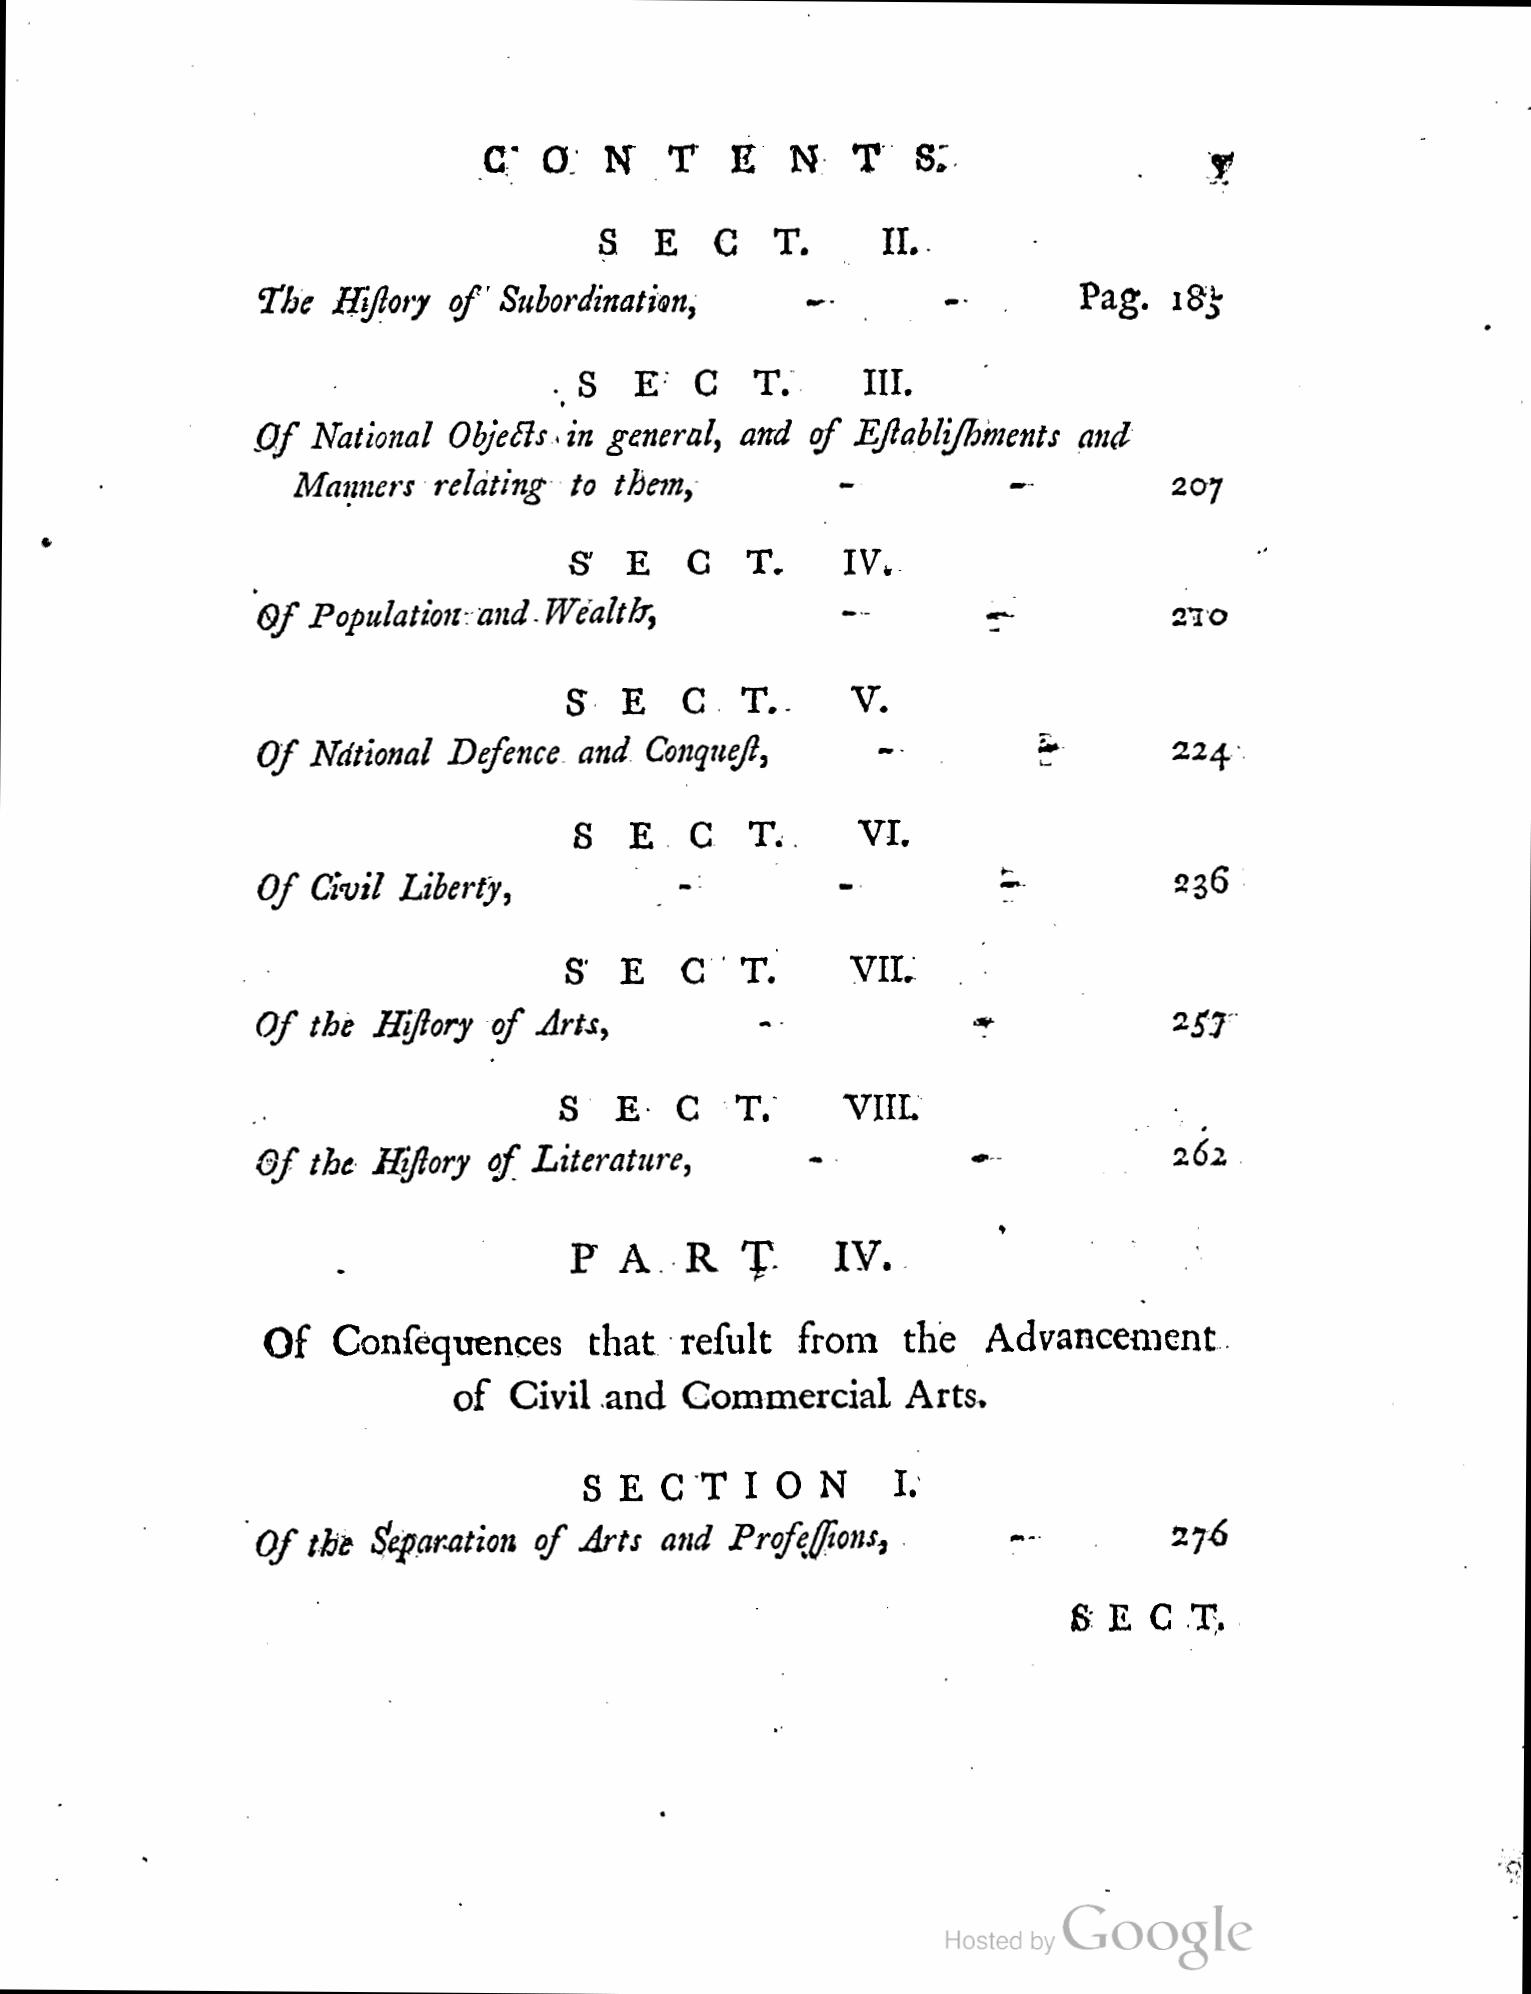 CONTENTS. v
SECT. II.
The Hiſtory of Subordination, - - Pag. 185
SECT. III.
Of National Objects in general, and of Eſtabliſhments and
Manners relating to them, - - 207
SECT. IV.
Of Population and Wealth, - - 210
SECT. V.
Of National Defence and Conqueſt, - - 224
SECT. VI.
Of Civil Liberty, - - - 236
SECT. VII.
Of the Hiſtory of Arts, - - 257
SECT. VIII.
Of the Hiſtory of Literature, - - 262
PART IV.
Of Conſequences that reſult from the Advancement
of Civil and Commercial Arts.
SECTION I.
Of the Separation of Arts and Profeſſions, - 276
SECT.
Hosted by Google